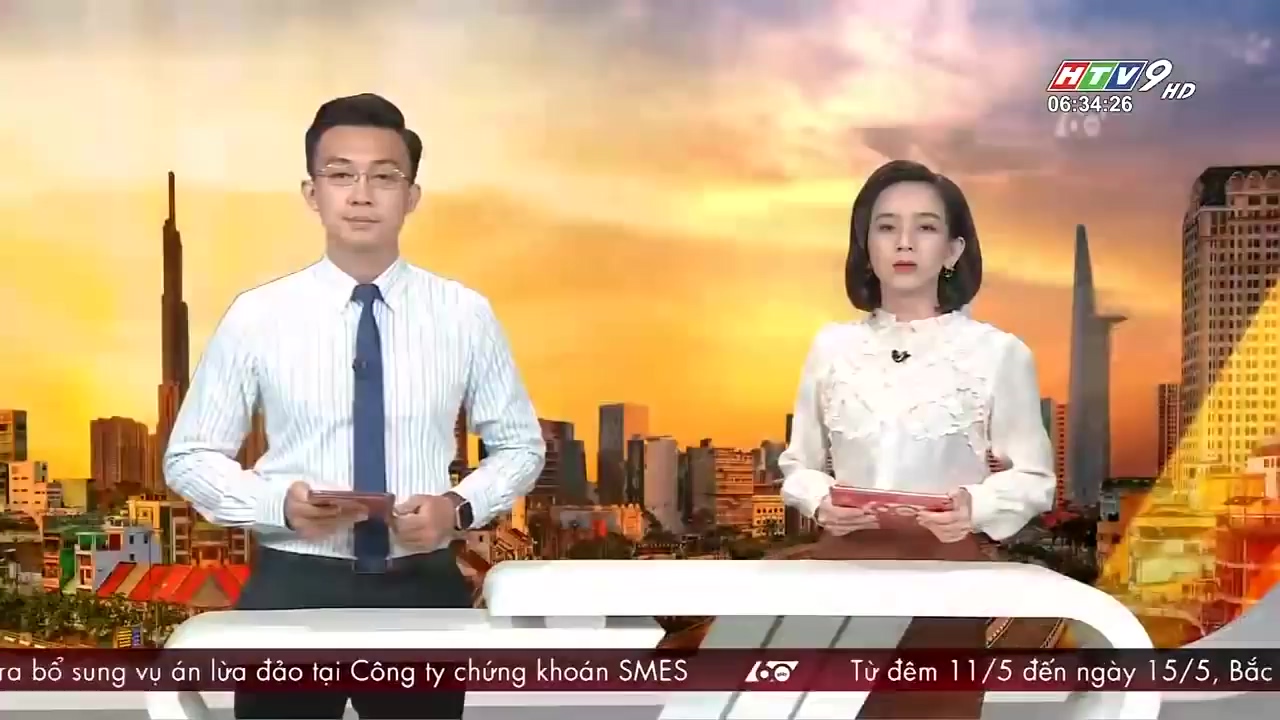 HTV9 HD
06:34:26
ra bổ sung vụ án lừa đảo tại Công ty chứng khoán SMES 60 Từ đêm 11/5 đến ngày 15/5, Bắc